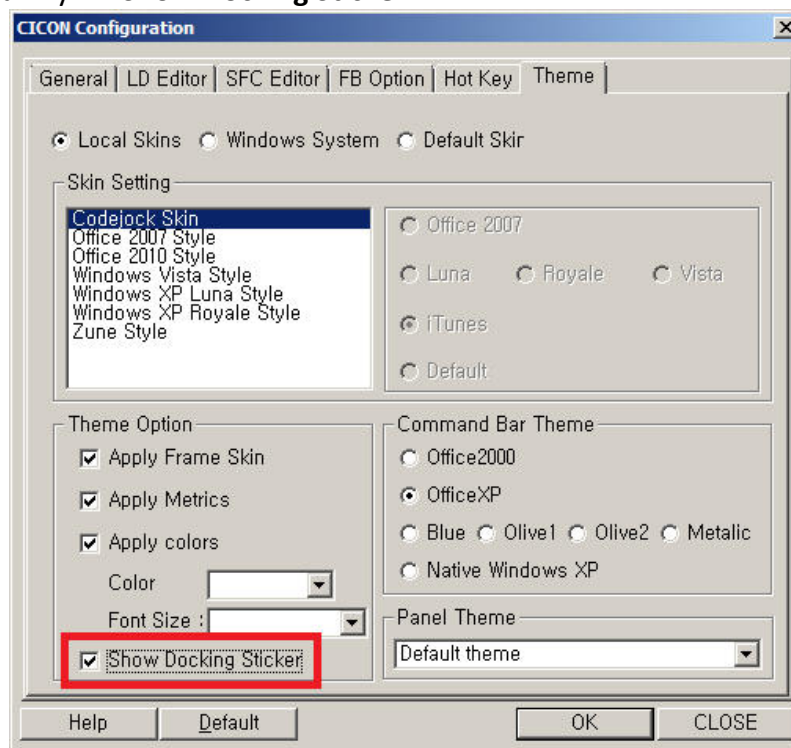 CICON Configuration
General LD Editor SFC Editor FB Option Hot Key Theme
Local Skins Windows System Default Skir
Skin Setting
Codejock Skin
Office 2007 Style
Office 2010 Style
Windows Vista Style
Windows XP Luna Style
Windows XP Royale Style
Zune Style
Office 2007
Luna Royale Vista
iTunes
Default
Theme Option
Apply Frame Skin
Apply Metrics
Apply colors
Color
Font Size :
Show Docking Sticker
Command Bar Theme
Office2000
OfficeXP
Blue Olive1 Olive2 Metalic
Native Windows XP
Panel Theme
Default theme
Help Default OK CLOSE